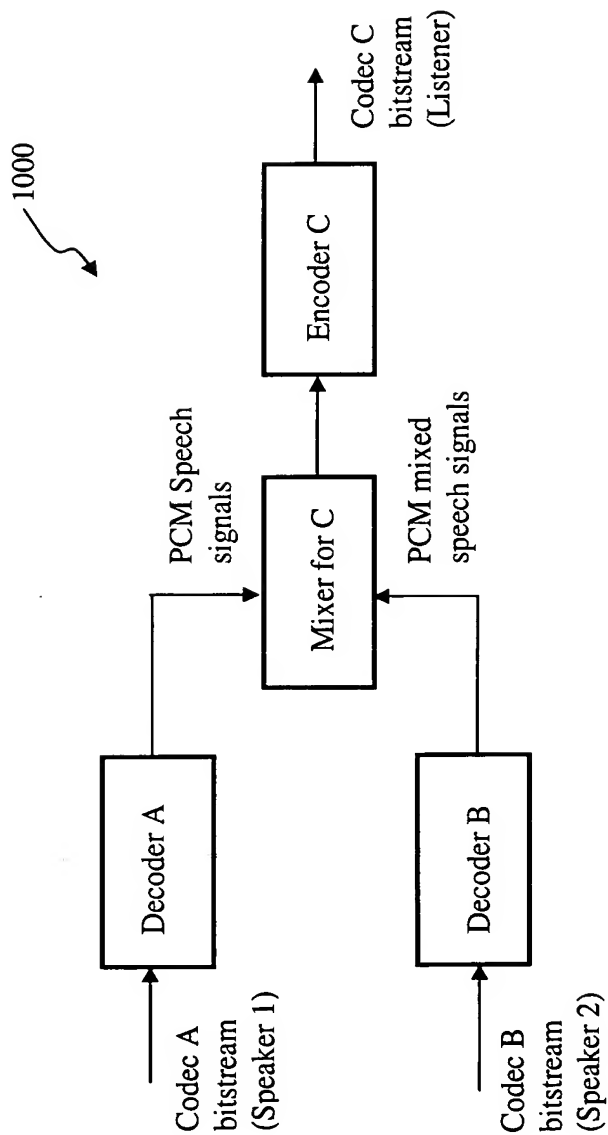 1000
Codec A
bitstream
(Speaker 1)
Decoder A
PCM Speech
signals
Mixer for C
Encoder C
Codec C
bitstream
(Listener)
PCM mixed
speech signals
Decoder B
Codec B
bitstream
(Speaker 2)